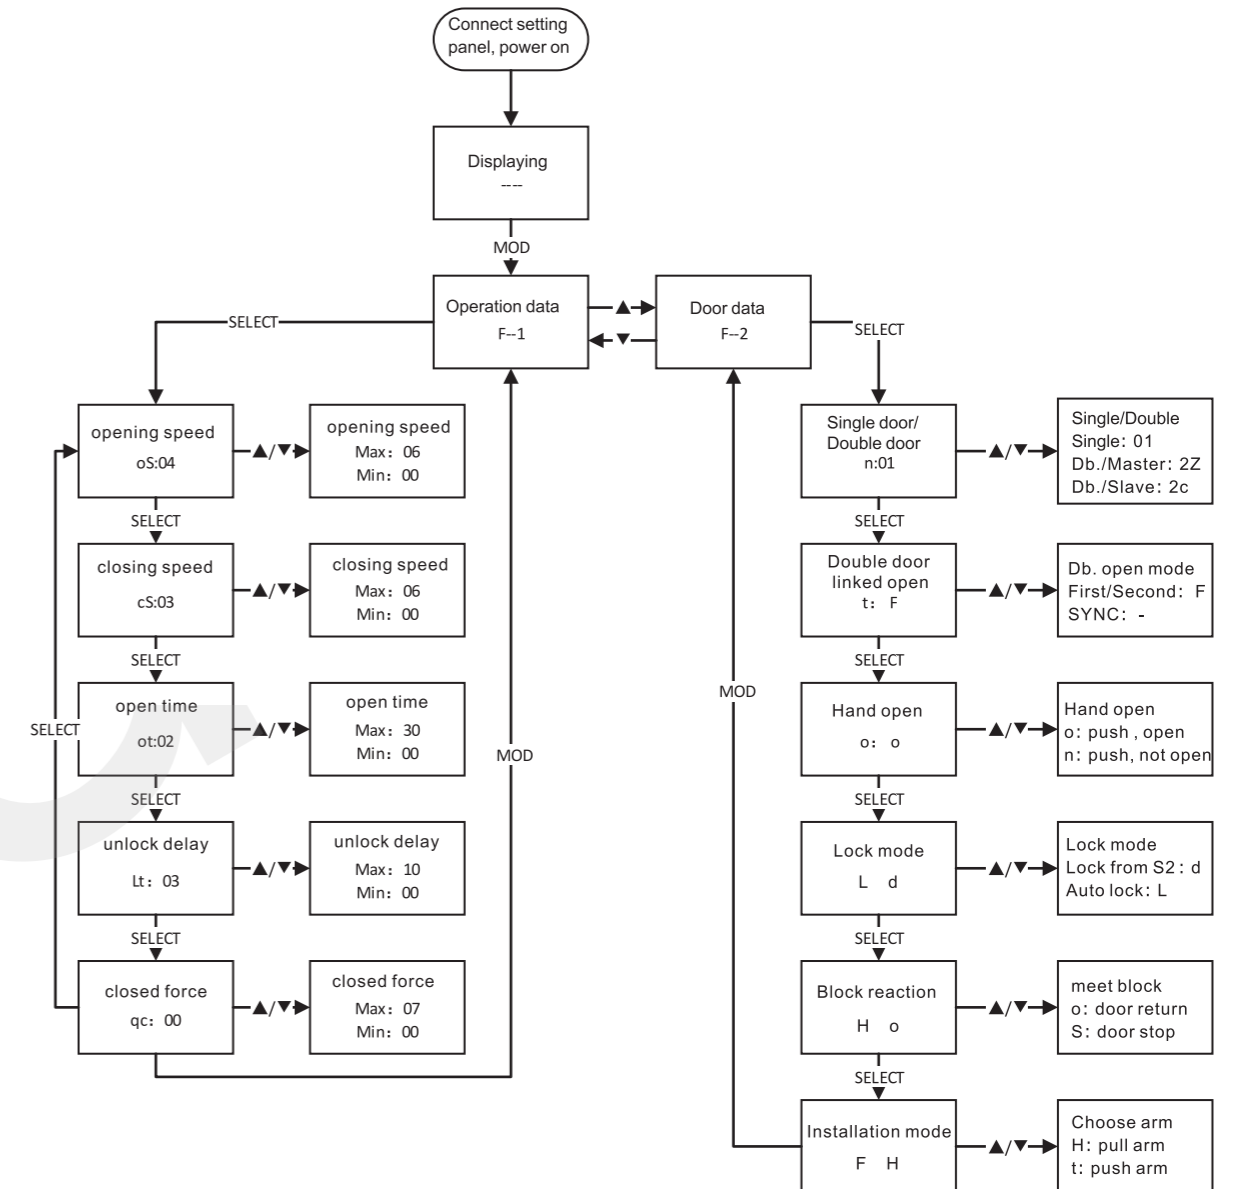 Connect setting
panel, power on
Displaying
----
MOD
Operation data
F--1
▲
▼
Door data
F--2
SELECT
SELECT
opening speed
oS:04
▲/▼
opening speed
Max: 06
Min: 00
SELECT
closing speed
cS:03
▲/▼
closing speed
Max: 06
Min: 00
SELECT
open time
ot:02
▲/▼
open time
Max: 30
Min: 00
SELECT
unlock delay
Lt: 03
▲/▼
unlock delay
Max: 10
Min: 00
SELECT
closed force
qc: 00
▲/▼
closed force
Max: 07
Min: 00
SELECT
MOD
Single door/
Double door
n:01
▲/▼
Single/Double
Single: 01
Db./Master: 2Z
Db./Slave: 2c
SELECT
Double door
linked open
t: F
▲/▼
Db. open mode
First/Second: F
SYNC: -
SELECT
Hand open
o: o
▲/▼
Hand open
o: push , open
n: push, not open
SELECT
Lock mode
L d
▲/▼
Lock mode
Lock from S2: d
Auto lock: L
SELECT
Block reaction
H o
▲/▼
meet block
o: door return
S: door stop
SELECT
Installation mode
F H
▲/▼
Choose arm
H: pull arm
t: push arm
MOD